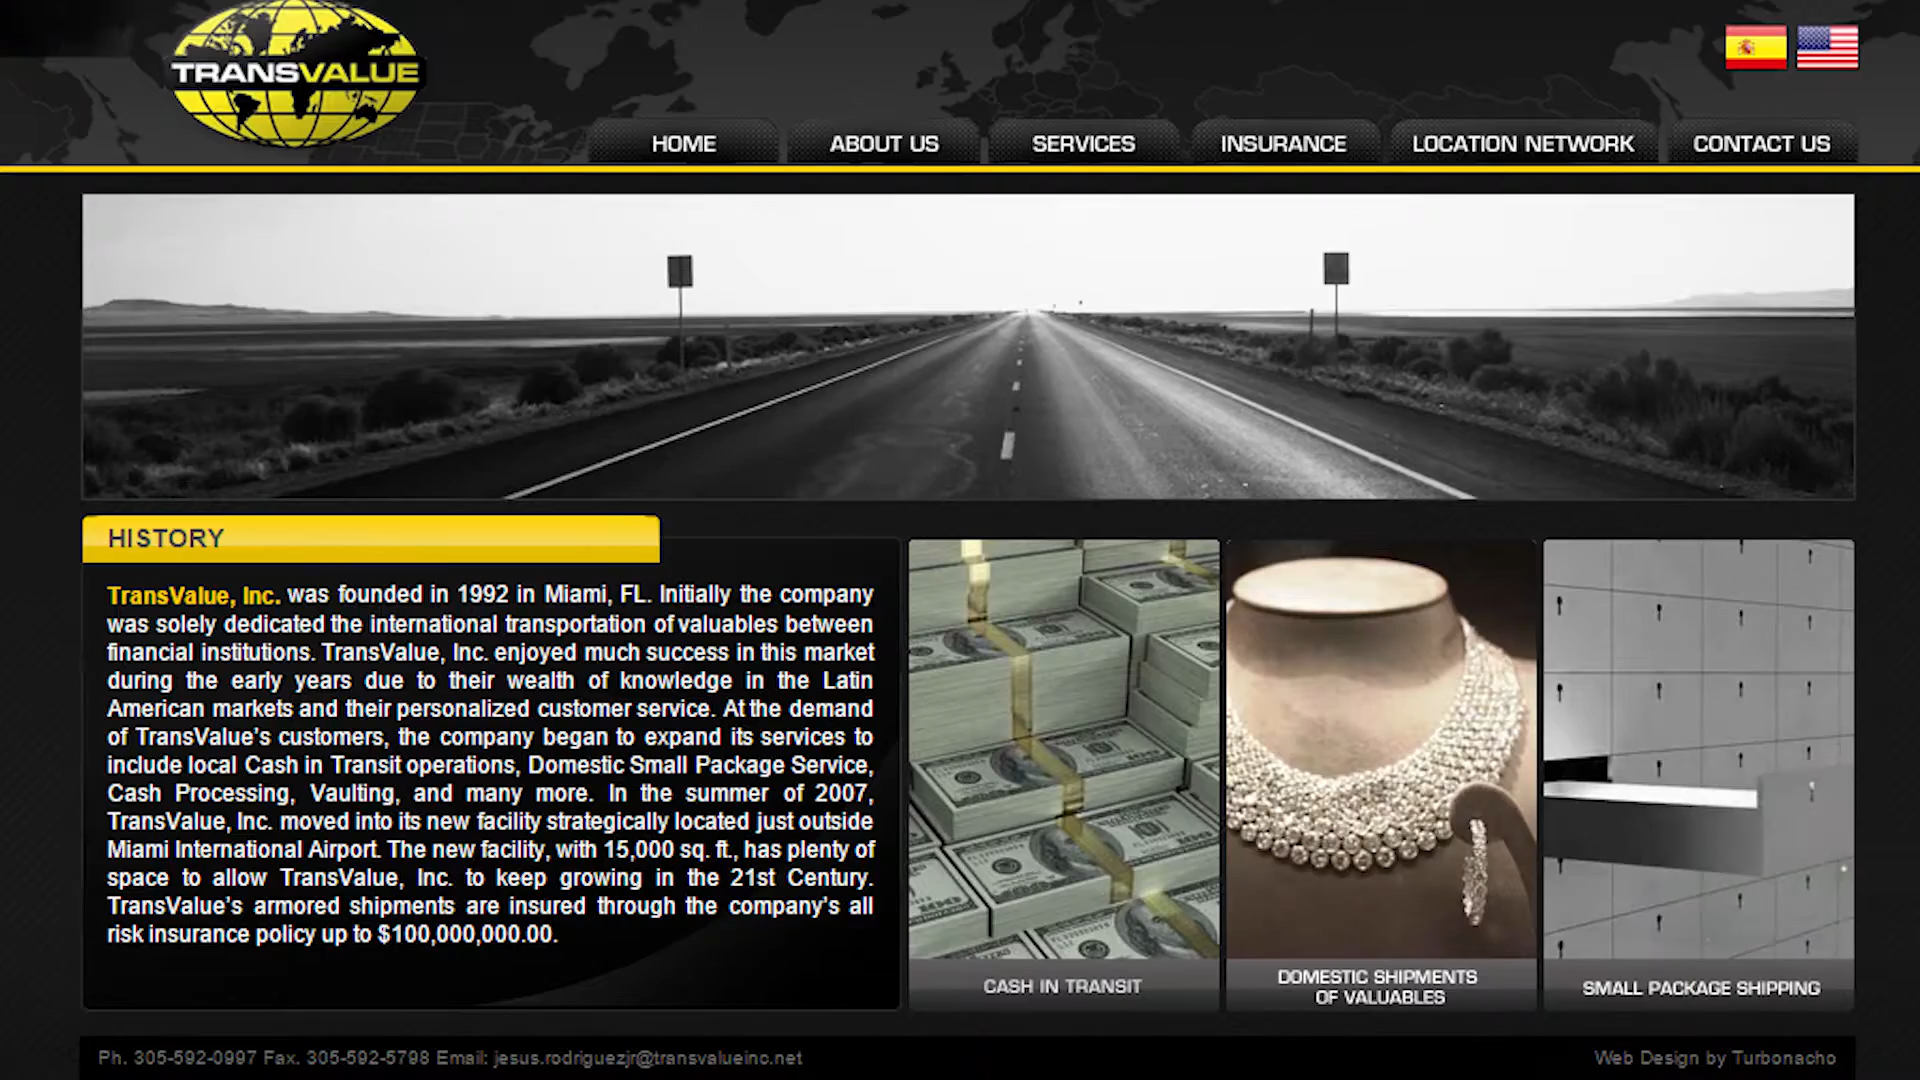 TRANSVALUE
HOME
ABOUT US
SERVICES
INSURANCE
LOCATION NETWORK
CONTACT US
HISTORY
TransValue, Inc. was founded in 1992 in Miami, FL. Initially the company
was solely dedicated the international transportation of valuables between
financial institutions. TransValue, Inc. enjoyed much success in this market
during the early years due to their wealth of knowledge in the Latin
American markets and their personalized customer service. At the demand
of TransValue's customers, the company began to expand its services to
include local Cash in Transit operations, Domestic Small Package Service,
Cash Processing, Vaulting, and many more. In the summer of 2007,
TransValue, Inc. moved into its new facility strategically located just outside
Miami International Airport. The new facility, with 15,000 sq. ft., has plenty of
space to allow TransValue, Inc. to keep growing in the 21st Century.
TransValue's armored shipments are insured through the company's all
risk insurance policy up to $100,000,000.00.
CASH IN TRANSIT
DOMESTIC SHIPMENTS
OF VALUABLES
SMALL PACKAGE SHIPPING
Ph. 305-592-0997 Fax. 305-592-5798 Email: jesus.rodriguezjr@transvalueinc.net
Web Design by Turbonacho